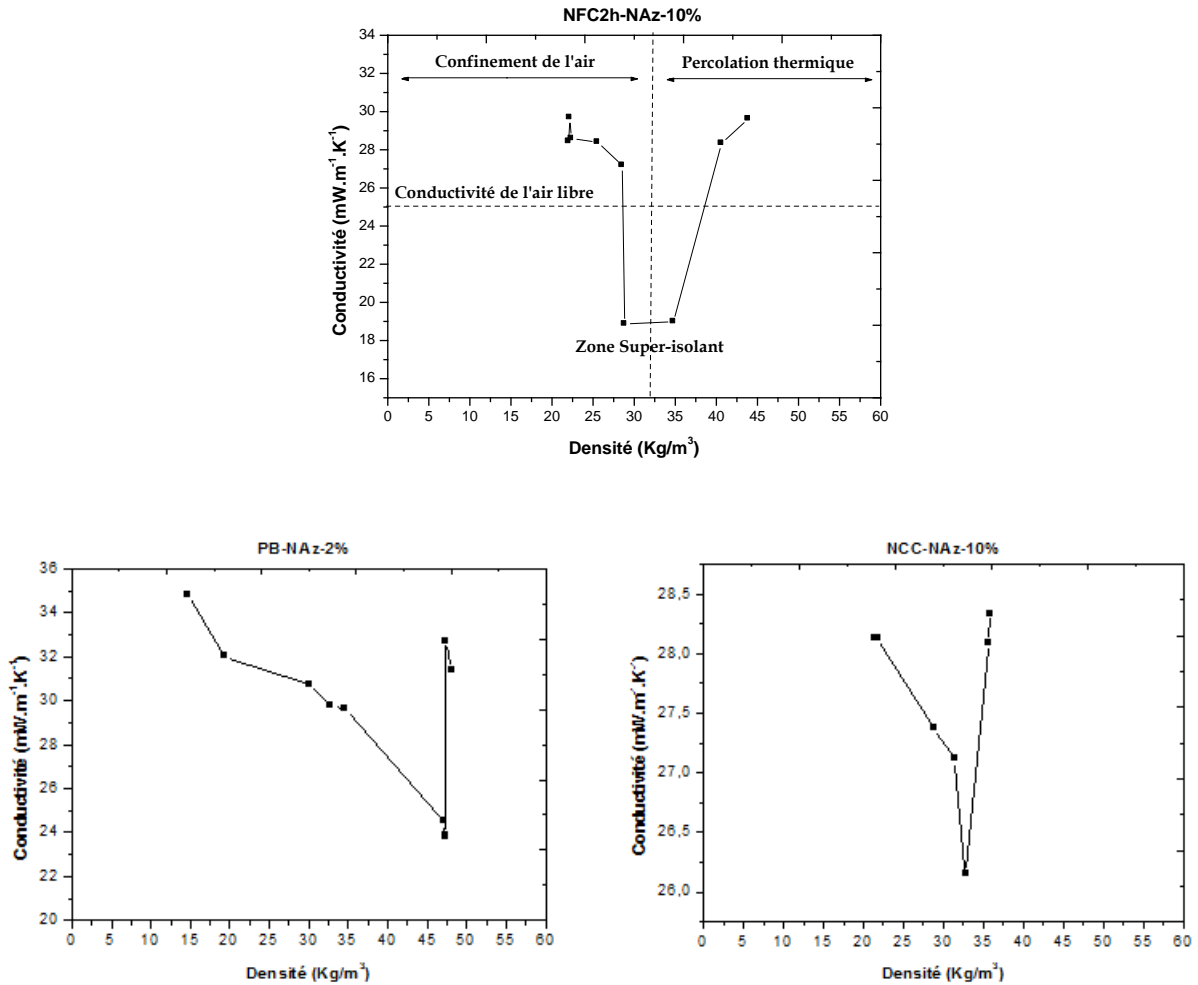 NFC2h-NAz-10%
34
32
30
28
26
24
22
20
18
16
Conductivité (mW.m⁻¹.K⁻¹)
Confinement de l'air
Percolation thermique
Conductivité de l'air libre
Zone Super-isolant
0 5 10 15 20 25 30 35 40 45 50 55 60
Densité (Kg/m³)
PB-NAz-2%
36
34
32
30
28
26
24
22
20
Conductivité (mW.m⁻¹.K⁻¹)
0 5 10 15 20 25 30 35 40 45 50 55 60
Densité (Kg/m³)
NCC-NAz-10%
28,5
28,0
27,5
27,0
26,5
26,0
Conductivité (mW.m⁻¹.K⁻¹)
0 5 10 15 20 25 30 35 40 45 50 55 60
Densité (Kg/m³)